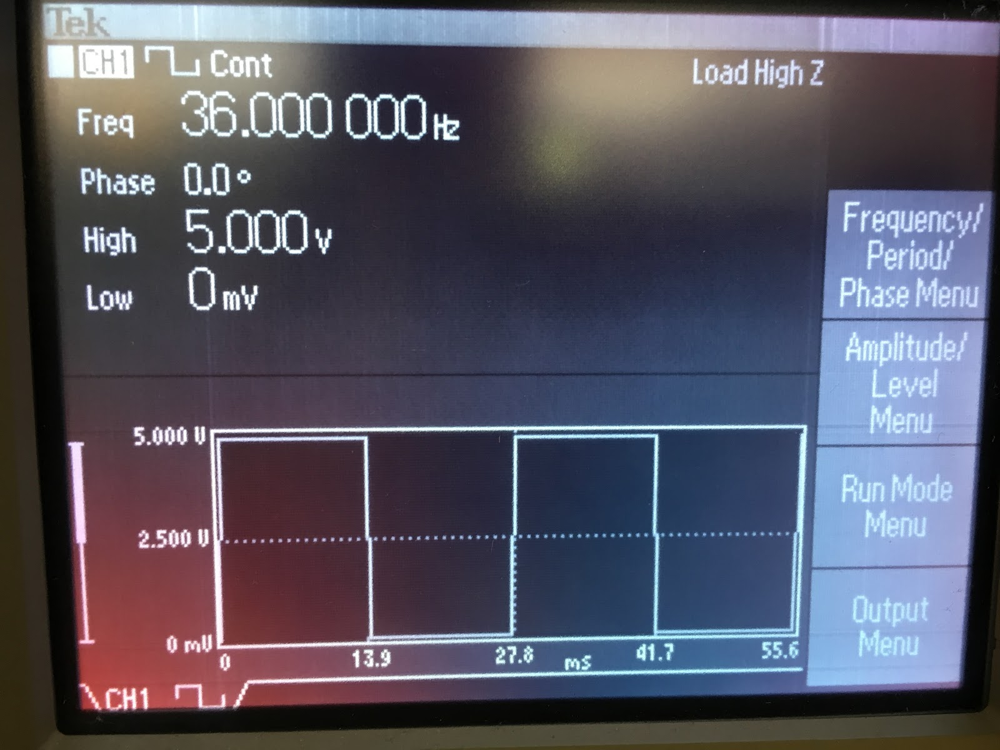 Tek
CH1 Cont
Load High Z
Freq 36.000 000 Hz
Phase 0.0°
High 5.000 V
Low 0 mV
Frequency/
Period/
Phase Menu
Amplitude/
Level
Menu
Run Mode
Menu
Output
Menu
5.000 V
2.500 V
0 mV
0 13.9 27.8 mS 41.7 55.6
CH1